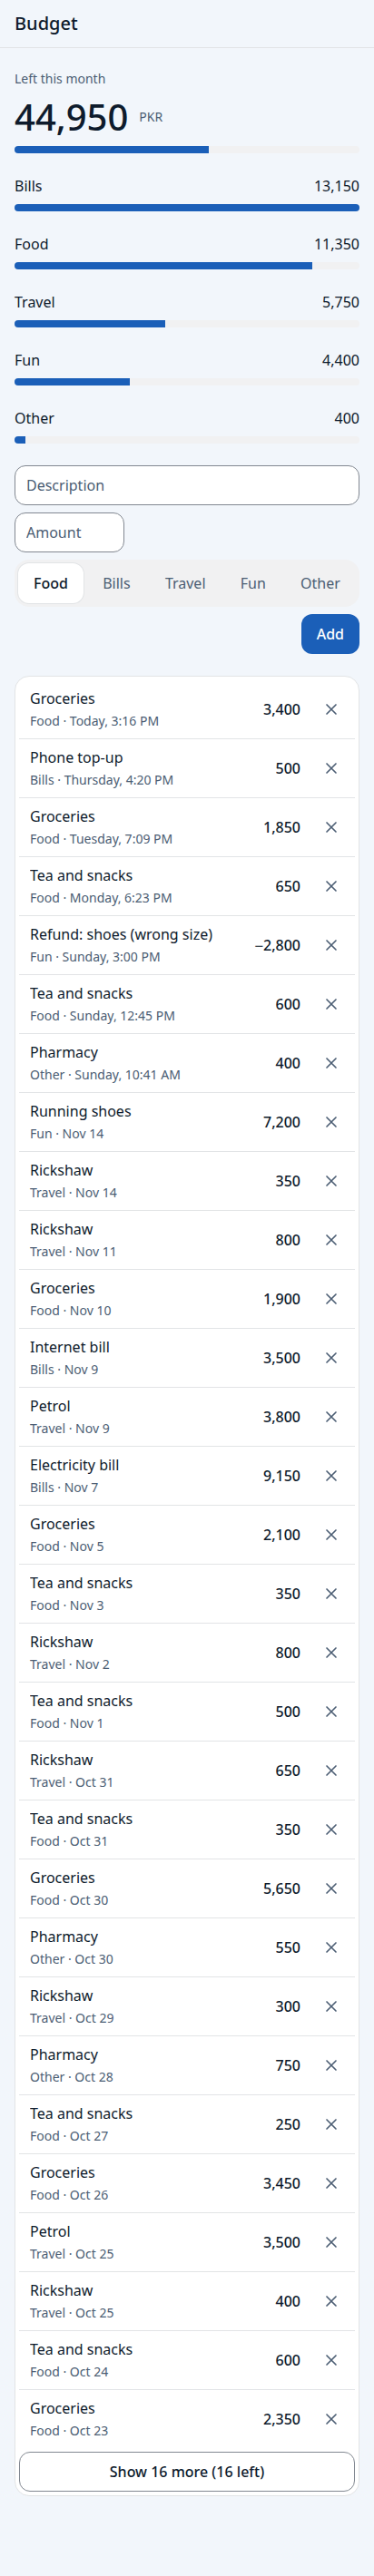 Budget
Left this month
44,950 PKR
Bills 13,150
Food 11,350
Travel 5,750
Fun 4,400
Other 400
Description
Amount
Food Bills Travel Fun Other
Add
Groceries
Food · Today, 3:16 PM
3,400
Phone top-up
Bills · Thursday, 4:20 PM
500
Groceries
Food · Tuesday, 7:09 PM
1,850
Tea and snacks
Food · Monday, 6:23 PM
650
Refund: shoes (wrong size)
Fun · Sunday, 3:00 PM
−2,800
Tea and snacks
Food · Sunday, 12:45 PM
600
Pharmacy
Other · Sunday, 10:41 AM
400
Running shoes
Fun · Nov 14
7,200
Rickshaw
Travel · Nov 14
350
Rickshaw
Travel · Nov 11
800
Groceries
Food · Nov 10
1,900
Internet bill
Bills · Nov 9
3,500
Petrol
Travel · Nov 9
3,800
Electricity bill
Bills · Nov 7
9,150
Groceries
Food · Nov 5
2,100
Tea and snacks
Food · Nov 3
350
Rickshaw
Travel · Nov 2
800
Tea and snacks
Food · Nov 1
500
Rickshaw
Travel · Oct 31
650
Tea and snacks
Food · Oct 31
350
Groceries
Food · Oct 30
5,650
Pharmacy
Other · Oct 30
550
Rickshaw
Travel · Oct 29
300
Pharmacy
Other · Oct 28
750
Tea and snacks
Food · Oct 27
250
Groceries
Food · Oct 26
3,450
Petrol
Travel · Oct 25
3,500
Rickshaw
Travel · Oct 25
400
Tea and snacks
Food · Oct 24
600
Groceries
Food · Oct 23
2,350
Show 16 more (16 left)